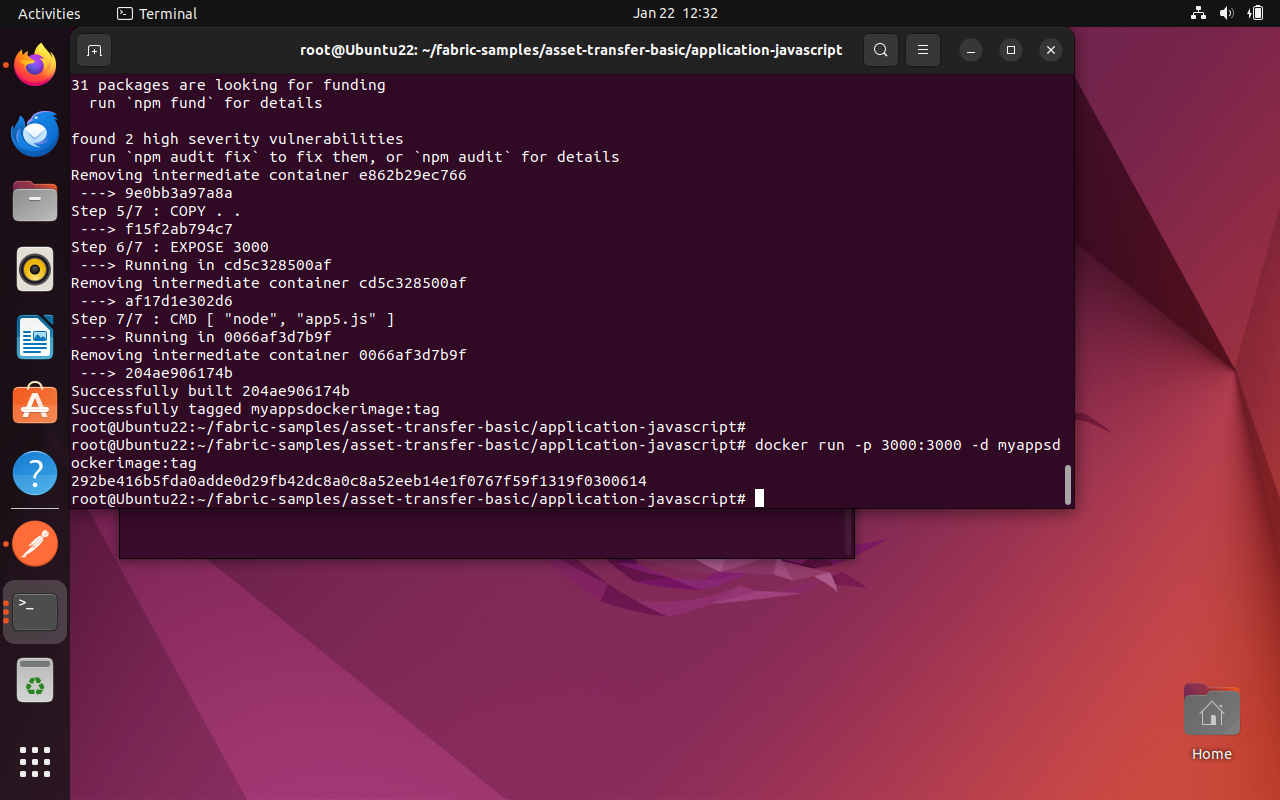 Activities
Terminal
Jan 22 12:32
root@Ubuntu22: ~/fabric-samples/asset-transfer-basic/application-javascript
31 packages are looking for funding
  run `npm fund` for details
found 2 high severity vulnerabilities
  run `npm audit fix` to fix them, or `npm audit` for details
Removing intermediate container e862b29ec766
 ---> 9e0bb3a97a8a
Step 5/7 : COPY . .
 ---> f15f2ab794c7
Step 6/7 : EXPOSE 3000
 ---> Running in cd5c328500af
Removing intermediate container cd5c328500af
 ---> af17d1e302d6
Step 7/7 : CMD [ "node", "app5.js" ]
 ---> Running in 0066af3d7b9f
Removing intermediate container 0066af3d7b9f
 ---> 204ae906174b
Successfully built 204ae906174b
Successfully tagged myappsdockerimage:tag
root@Ubuntu22:~/fabric-samples/asset-transfer-basic/application-javascript#
root@Ubuntu22:~/fabric-samples/asset-transfer-basic/application-javascript# docker run -p 3000:3000 -d myappsd
ockerimage:tag
292be416b5fda0adde0d29fb42dc8a0c8a52eeb14e1f0767f59f1319f0300614
root@Ubuntu22:~/fabric-samples/asset-transfer-basic/application-javascript#
Home